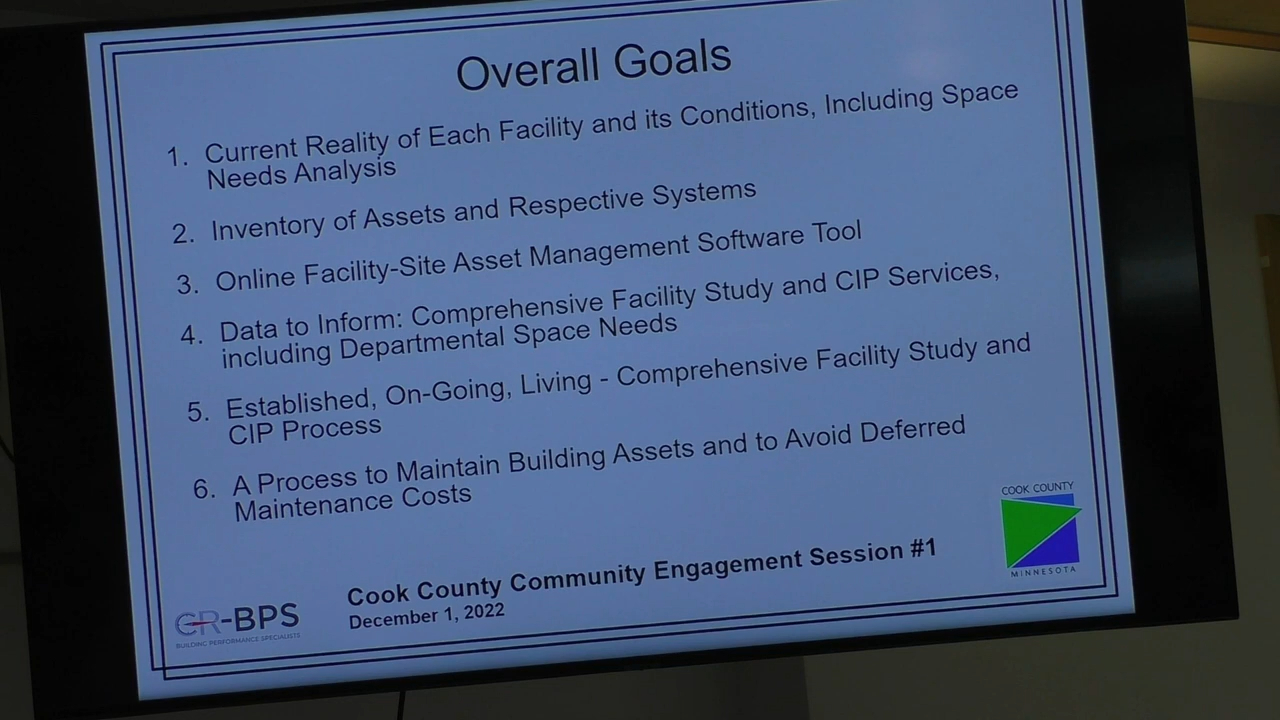 Overall Goals
1. Current Reality of Each Facility and its Conditions, Including Space
Needs Analysis
2. Inventory of Assets and Respective Systems
3. Online Facility-Site Asset Management Software Tool
4. Data to Inform: Comprehensive Facility Study and CIP Services,
including Departmental Space Needs
5. Established, On-Going, Living - Comprehensive Facility Study and
CIP Process
6. A Process to Maintain Building Assets and to Avoid Deferred
Maintenance Costs
COOK COUNTY
MINNESOTA
Cook County Community Engagement Session #1
December 1, 2022
CR-BPS
BUILDING PERFORMANCE SPECIALISTS